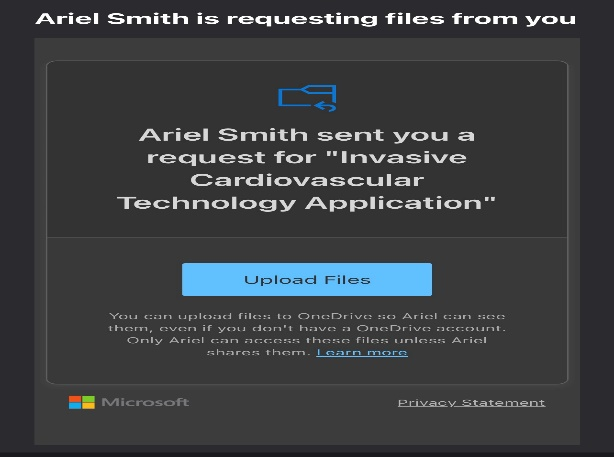 Ariel Smith is requesting files from you
Ariel Smith sent you a
request for "Invasive
Cardiovascular
Technology Application"
Upload Files
You can upload files to OneDrive so Ariel can see
them, even if you don't have a OneDrive account.
Only Ariel can access these files unless Ariel
shares them. Learn more
Microsoft
Privacy Statement